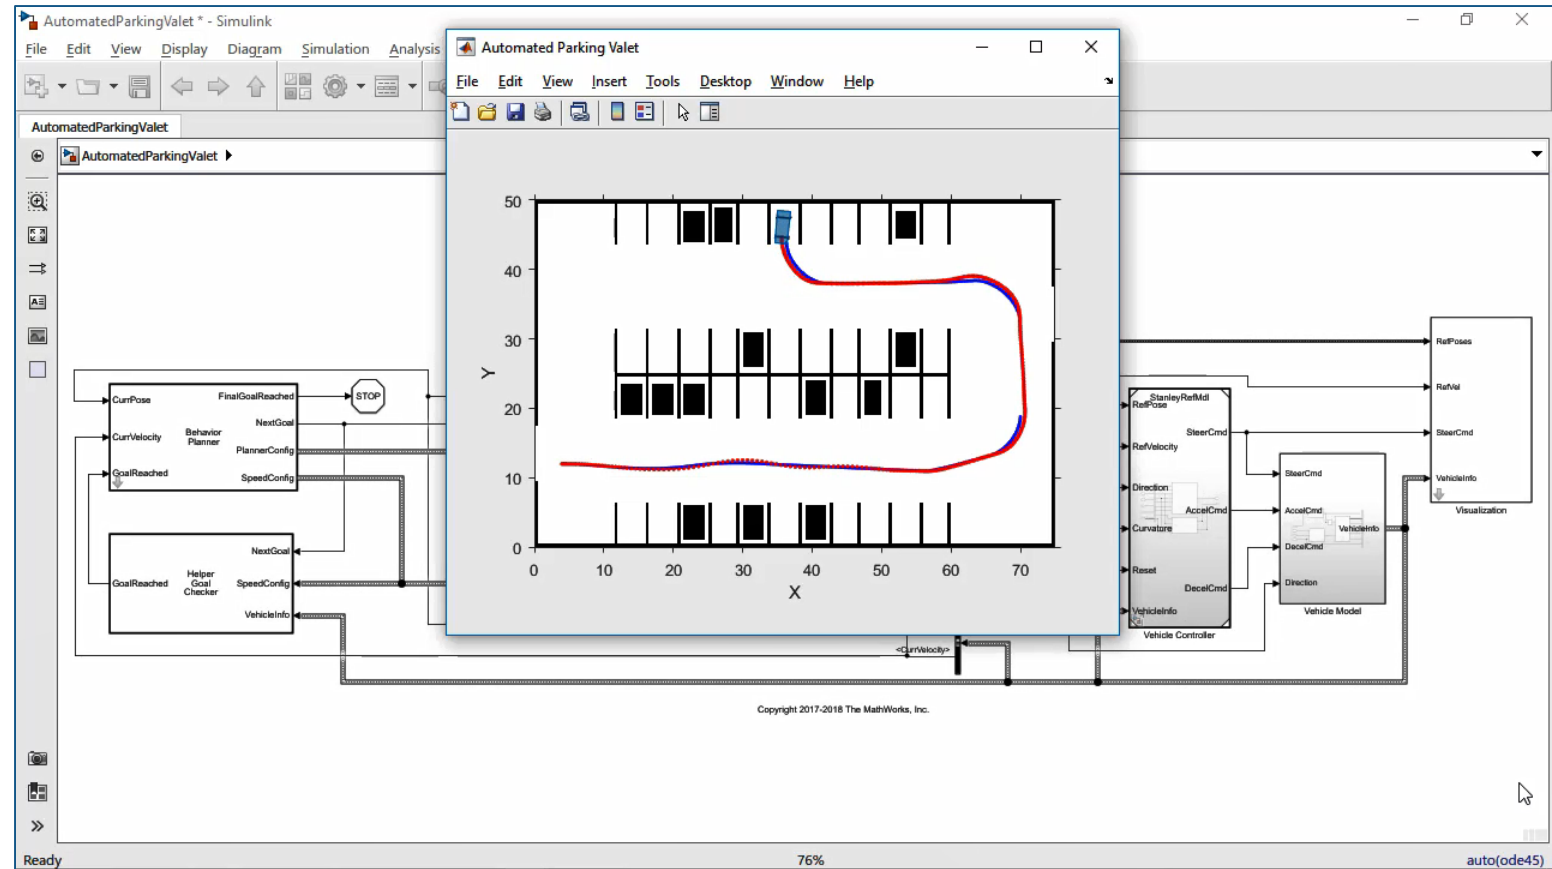 AutomatedParkingValet * - Simulink
File Edit View Display Diagram Simulation Analysis
AutomatedParkingValet
AutomatedParkingValet
Automated Parking Valet
File Edit View Insert Tools Desktop Window Help
50
40
30
20
10
0
Y
0 10 20 30 40 50 60 70
X
CurrPose
CurrVelocity
GoalReached
Behavior
Planner
FinalGoalReached
NextGoal
PlannerConfig
SpeedConfig
STOP
GoalReached
Helper
Goal
Checker
NextGoal
SpeedConfig
VehicleInfo
<CurrVelocity>
StanleyRefMdl
RefPose
RefVelocity
Direction
Curvature
Reset
VehicleInfo
SteerCmd
AccelCmd
DecelCmd
Vehicle Controller
SteerCmd
AccelCmd
DecelCmd
Direction
VehicleInfo
Vehicle Model
RefPoses
RefVel
SteerCmd
VehicleInfo
Visualization
Copyright 2017-2018 The MathWorks, Inc.
Ready
76%
auto(ode45)